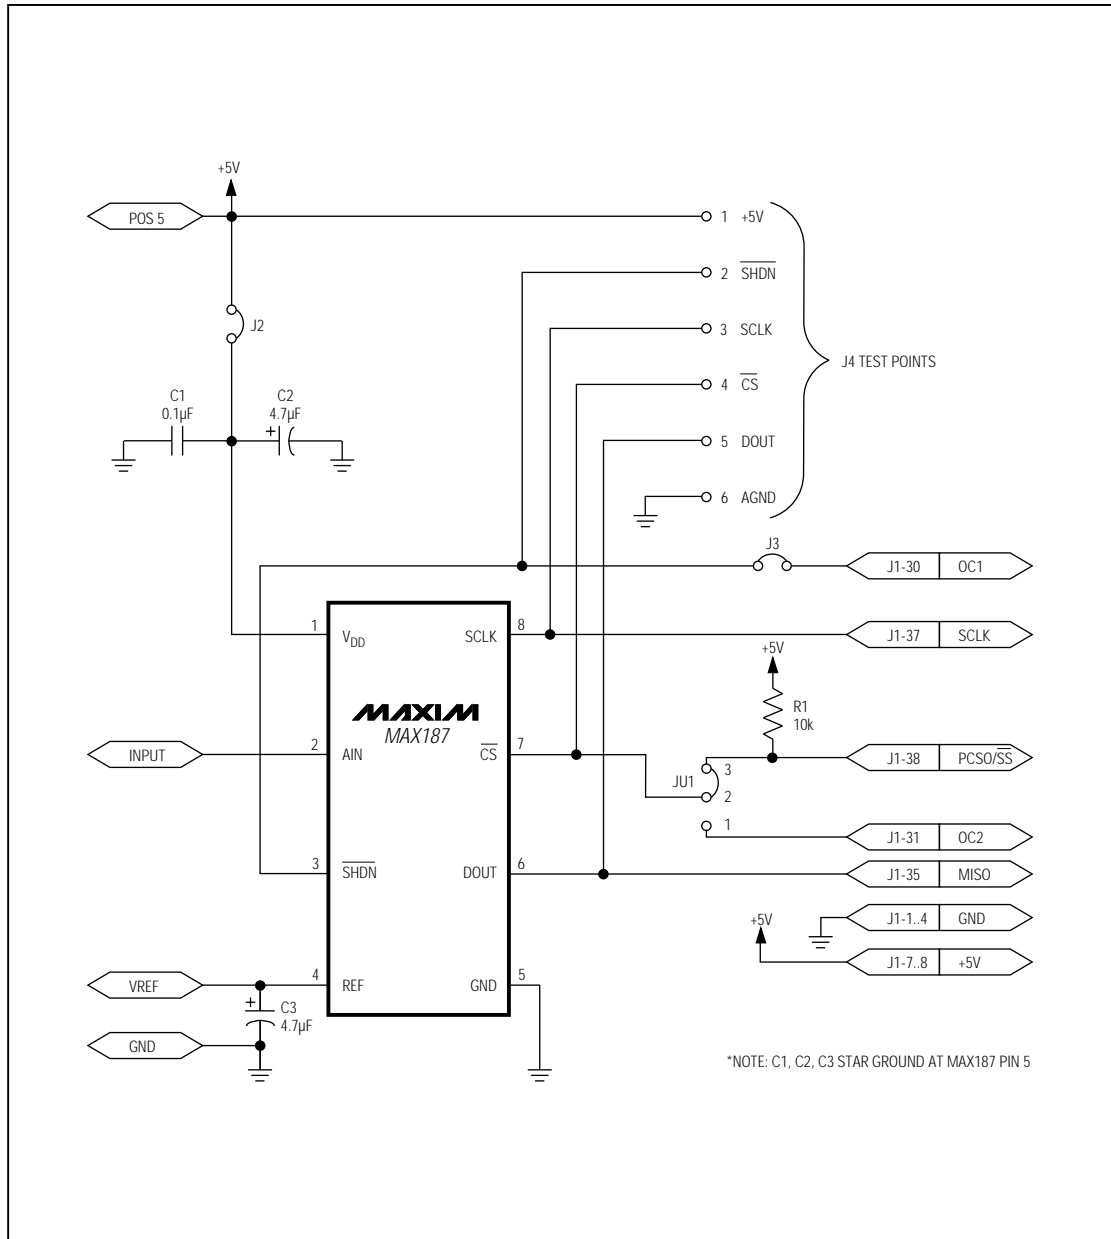 +5V
POS 5
1 +5V
2 SHDN
J2
3 SCLK
J4 TEST POINTS
4 CS
C1
0.1µF
C2
4.7µF
+
5 DOUT
6 AGND
J3
J1-30 OC1
1
VDD
SCLK
8
J1-37 SCLK
+5V
R1
10k
MAXIM
MAX187
INPUT
2
AIN
CS
7
3
J1-38 PCSO/SS
JU1
2
1
J1-31 OC2
3
SHDN
DOUT
6
J1-35 MISO
+5V
J1-1..4 GND
J1-7..8 +5V
VREF
4
REF
GND
5
+
C3
4.7µF
GND
*NOTE: C1, C2, C3 STAR GROUND AT MAX187 PIN 5